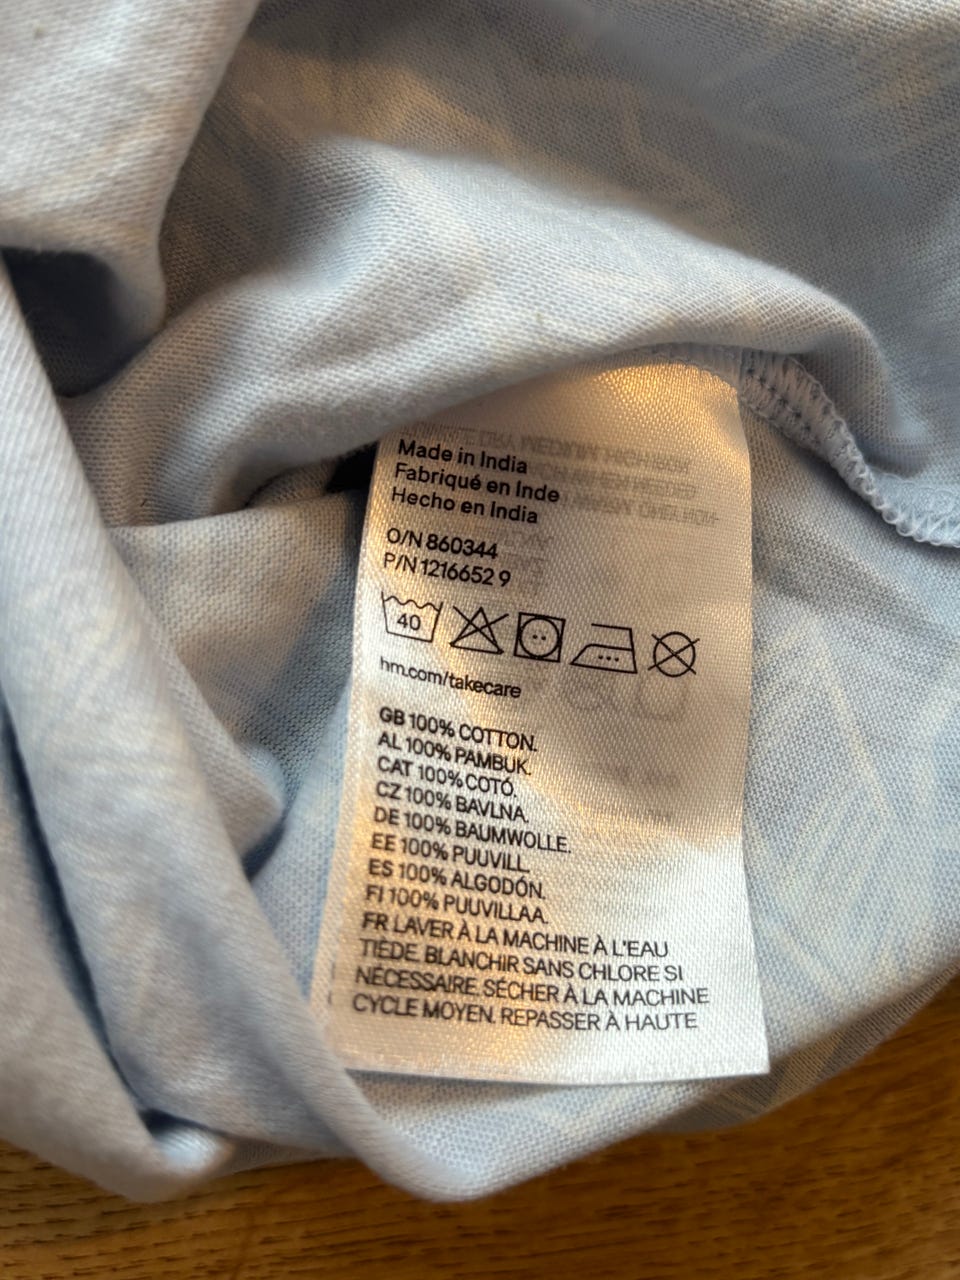 Made in India
Fabriqué en Inde
Hecho en India
O/N 860344
P/N 1216652 9
40
hm.com/takecare
GB 100% COTTON.
AL 100% PAMBUK.
CAT 100% COTÓ.
CZ 100% BAVLNA.
DE 100% BAUMWOLLE.
EE 100% PUUVILL.
ES 100% ALGODÓN.
FI 100% PUUVILLAA.
FR LAVER À LA MACHINE À L'EAU
TIÈDE. BLANCHIR SANS CHLORE SI
NÉCESSAIRE. SÉCHER À LA MACHINE
CYCLE MOYEN. REPASSER À HAUTE